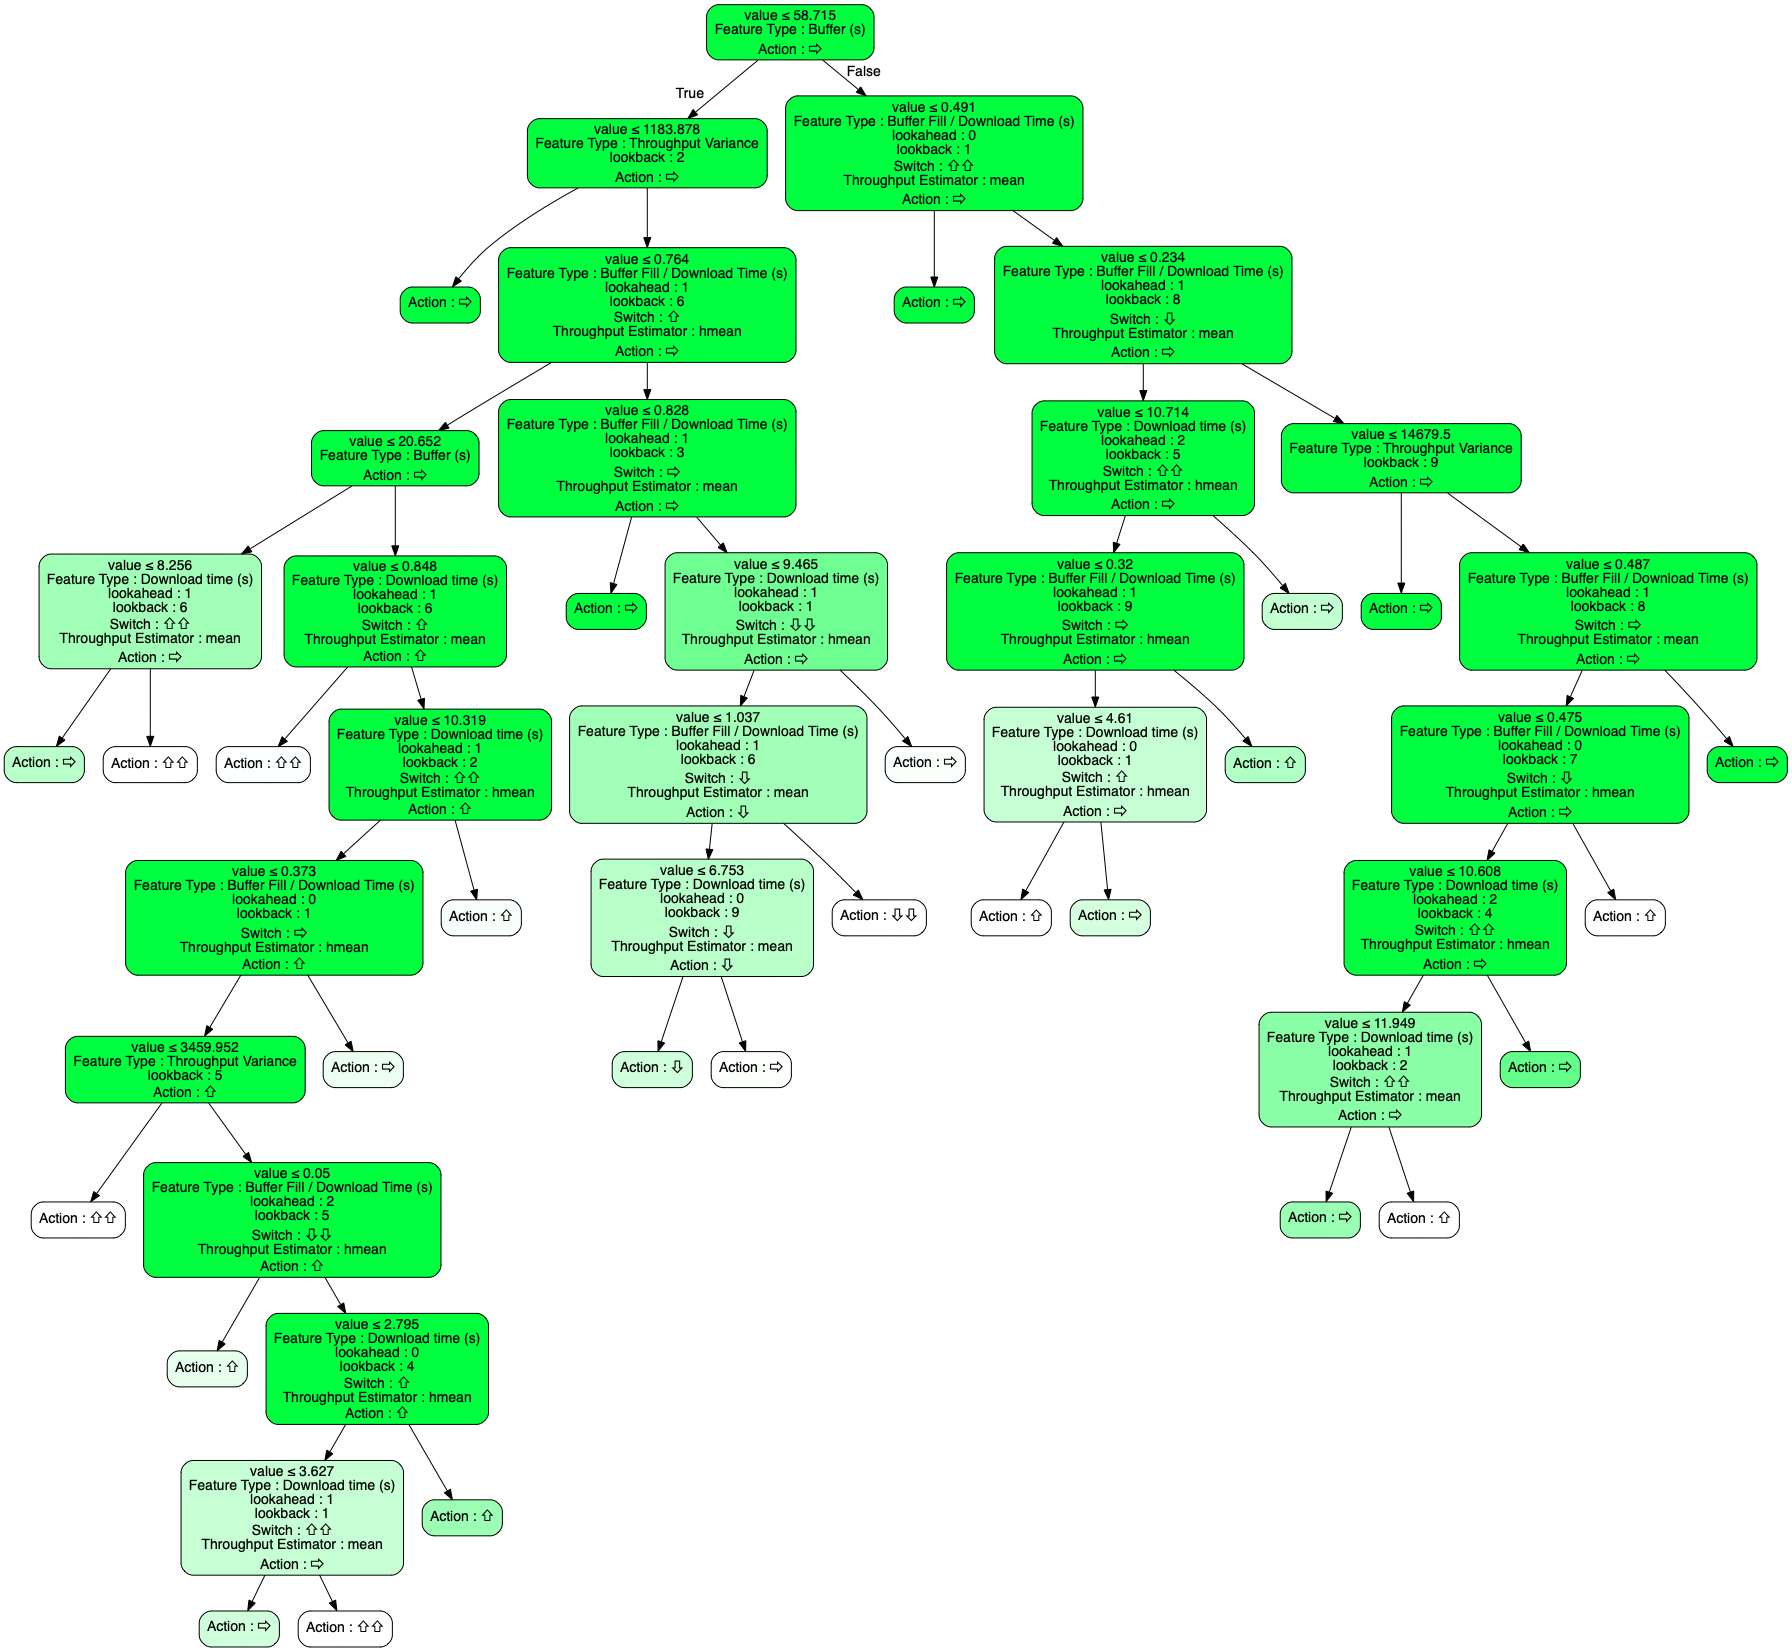 value ≤ 58.715
Feature Type : Buffer (s)
Action : ⇨
True
False
value ≤ 0.491
Feature Type : Buffer Fill / Download Time (s)
lookahead : 0
lookback : 1
Switch : ⇧⇧
Throughput Estimator : mean
Action : ⇨
value ≤ 1183.878
Feature Type : Throughput Variance
lookback : 2
Action : ⇨
Action : ⇨
value ≤ 0.764
Feature Type : Buffer Fill / Download Time (s)
lookahead : 1
lookback : 6
Switch : ⇧
Throughput Estimator : hmean
Action : ⇨
Action : ⇨
value ≤ 0.234
Feature Type : Buffer Fill / Download Time (s)
lookahead : 1
lookback : 8
Switch : ⇩
Throughput Estimator : mean
Action : ⇨
value ≤ 20.652
Feature Type : Buffer (s)
Action : ⇨
value ≤ 0.828
Feature Type : Buffer Fill / Download Time (s)
lookahead : 1
lookback : 3
Switch : ⇨
Throughput Estimator : mean
Action : ⇨
value ≤ 10.714
Feature Type : Download time (s)
lookahead : 2
lookback : 5
Switch : ⇧⇧
Throughput Estimator : hmean
Action : ⇨
value ≤ 14679.5
Feature Type : Throughput Variance
lookback : 9
Action : ⇨
value ≤ 8.256
Feature Type : Download time (s)
lookahead : 1
lookback : 6
Switch : ⇧⇧
Throughput Estimator : mean
Action : ⇨
value ≤ 0.848
Feature Type : Download time (s)
lookahead : 1
lookback : 6
Switch : ⇧
Throughput Estimator : mean
Action : ⇧
Action : ⇨
value ≤ 9.465
Feature Type : Download time (s)
lookahead : 1
lookback : 1
Switch : ⇩⇩
Throughput Estimator : hmean
Action : ⇨
value ≤ 0.32
Feature Type : Buffer Fill / Download Time (s)
lookahead : 1
lookback : 9
Switch : ⇨
Throughput Estimator : hmean
Action : ⇨
Action : ⇨
Action : ⇨
value ≤ 0.487
Feature Type : Buffer Fill / Download Time (s)
lookahead : 1
lookback : 8
Switch : ⇨
Throughput Estimator : mean
Action : ⇨
Action : ⇨
Action : ⇧⇧
Action : ⇧⇧
value ≤ 10.319
Feature Type : Download time (s)
lookahead : 1
lookback : 2
Switch : ⇧⇧
Throughput Estimator : hmean
Action : ⇧
value ≤ 1.037
Feature Type : Buffer Fill / Download Time (s)
lookahead : 1
lookback : 6
Switch : ⇩
Throughput Estimator : mean
Action : ⇩
Action : ⇨
value ≤ 4.61
Feature Type : Download time (s)
lookahead : 0
lookback : 1
Switch : ⇧
Throughput Estimator : hmean
Action : ⇨
Action : ⇧
value ≤ 0.475
Feature Type : Buffer Fill / Download Time (s)
lookahead : 0
lookback : 7
Switch : ⇩
Throughput Estimator : hmean
Action : ⇨
Action : ⇨
value ≤ 0.373
Feature Type : Buffer Fill / Download Time (s)
lookahead : 0
lookback : 1
Switch : ⇨
Throughput Estimator : hmean
Action : ⇧
Action : ⇧
value ≤ 6.753
Feature Type : Download time (s)
lookahead : 0
lookback : 9
Switch : ⇩
Throughput Estimator : mean
Action : ⇩
Action : ⇩⇩
Action : ⇧
Action : ⇨
value ≤ 10.608
Feature Type : Download time (s)
lookahead : 2
lookback : 4
Switch : ⇧⇧
Throughput Estimator : hmean
Action : ⇨
Action : ⇧
value ≤ 3459.952
Feature Type : Throughput Variance
lookback : 5
Action : ⇧
Action : ⇨
Action : ⇩
Action : ⇨
value ≤ 11.949
Feature Type : Download time (s)
lookahead : 1
lookback : 2
Switch : ⇧⇧
Throughput Estimator : mean
Action : ⇨
Action : ⇨
Action : ⇧⇧
value ≤ 0.05
Feature Type : Buffer Fill / Download Time (s)
lookahead : 2
lookback : 5
Switch : ⇩⇩
Throughput Estimator : hmean
Action : ⇧
Action : ⇨
Action : ⇧
Action : ⇧
value ≤ 2.795
Feature Type : Download time (s)
lookahead : 0
lookback : 4
Switch : ⇧
Throughput Estimator : hmean
Action : ⇧
value ≤ 3.627
Feature Type : Download time (s)
lookahead : 1
lookback : 1
Switch : ⇧⇧
Throughput Estimator : mean
Action : ⇨
Action : ⇧
Action : ⇨
Action : ⇧⇧